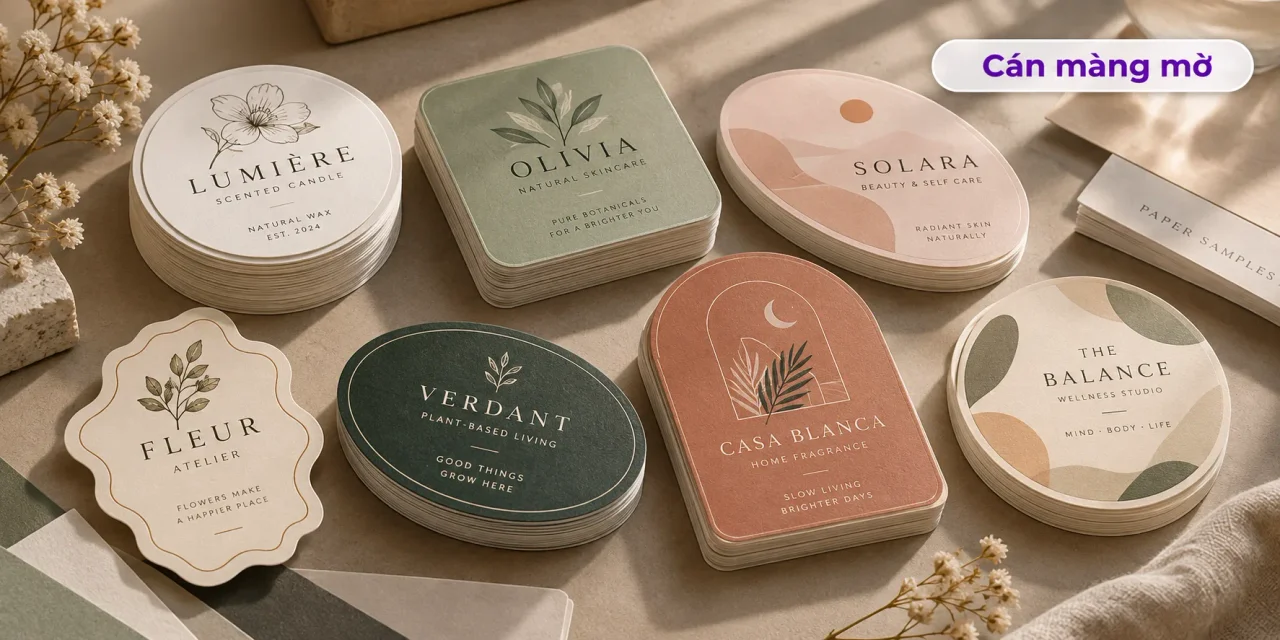 Cán màng mờ
LUMIÈRE
SCENTED CANDLE
NATURAL WAX
EST. 2024
OLIVIA
NATURAL SKINCARE
PURE BOTANICALS
FOR A BRIGHTER YOU
SOLARA
BEAUTY & SELF CARE
RADIANT SKIN
NATURALLY
PAPER SAMPLES
FLEUR
ATELIER
FLOWERS MAKE
A HAPPIER PLACE
VERDANT
PLANT-BASED LIVING
GOOD THINGS
GROW HERE
CASA BLANCA
HOME FRAGRANCE
SLOW LIVING
BRIGHTER DAYS
THE
BALANCE
WELLNESS STUDIO
MIND · BODY · LIFE